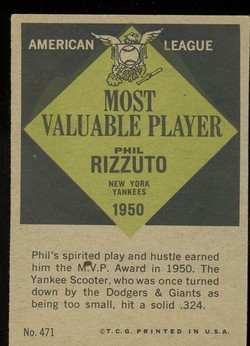 AMERICAN LEAGUE
MOST
VALUABLE PLAYER
PHIL
RIZZUTO
NEW YORK
YANKEES
1950
Phil's spirited play and hustle earned
him the M.V.P. Award in 1950. The
Yankee Scooter, who was once turned
down by the Dodgers & Giants as
being too small, hit a solid .324.
No. 471 ©T.C.G. PRINTED IN U.S.A.